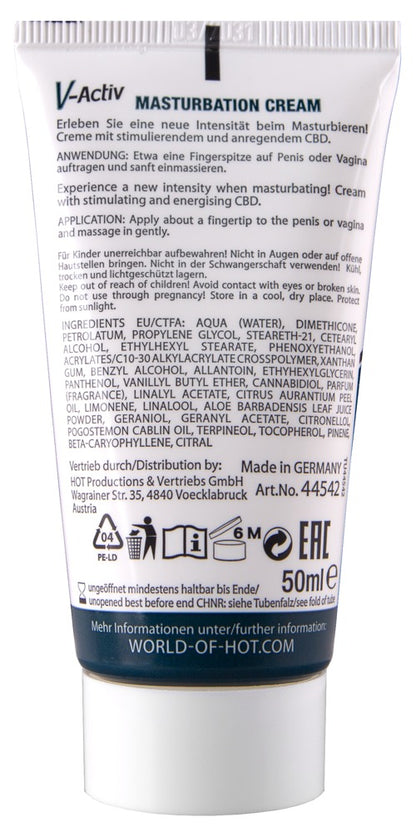 V-Activ MASTURBATION CREAM
Erleben Sie eine neue Intensität beim Masturbieren!
Creme mit stimulierendem und anregendem CBD.
ANWENDUNG: Etwa eine Fingerspitze auf Penis oder Vagina
auftragen und sanft einmassieren.
Experience a new intensity when masturbating! Cream
with stimulating and energising CBD.
APPLICATION: Apply about a fingertip to the penis or vagina
and massage in gently.
Für Kinder unerreichbar aufbewahren! Nicht in Augen oder auf offene
Hautstellen bringen. Nicht in der Schwangerschaft verwenden! Kühl,
trocken und lichtgeschützt lagern.
Keep out of reach of children! Avoid contact with eyes or broken skin.
Do not use through pregnancy! Store in a cool, dry place. Protect
from sunlight.
INGREDIENTS EU/CTFA: AQUA (WATER), DIMETHICONE,
PETROLATUM, PROPYLENE GLYCOL, STEARETH-21, CETEARYL
ALCOHOL, ETHYLHEXYL STEARATE, PHENOXYETHANOL,
ACRYLATES/C10-30 ALKYLACRYLATE CROSSPOLYMER, XANTHAN
GUM, BENZYL ALCOHOL, ALLANTOIN, ETHYHEXYLGLYCERIN,
PANTHENOL, VANILLYL BUTYL ETHER, CANNABIDIOL, PARFUM
(FRAGRANCE), LINALYL ACETATE, CITRUS AURANTIUM PEEL
OIL, LIMONENE, LINALOOL, ALOE BARBADENSIS LEAF JUICE
POWDER, GERANIOL, GERANYL ACETATE, CITRONELLOL,
POGOSTEMON CABLIN OIL, TERPINEOL, TOCOPHEROL, PINENE,
BETA-CARYOPHYLLENE, CITRAL
Vertrieb durch/Distribution by:
HOT Productions & Vertriebs GmbH
Wagrainer Str. 35, 4840 Voecklabruck
Austria
Made in GERMANY
Art.No. 44542
TU44542
04
PE-LD
6 M
EAC
50ml e
ungeöffnet mindestens haltbar bis Ende/
unopened best before end CHNR: siehe Tubenfalz/see fold of tube
Mehr Informationen unter/further information:
WORLD-OF-HOT.COM